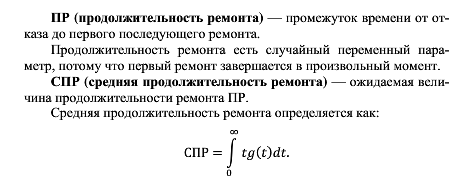 ПР (продолжительность ремонта) — промежуток времени от от-
каза до первого последующего ремонта.
Продолжительность ремонта есть случайный переменный пара-
метр, потому что первый ремонт завершается в произвольный момент.
СПР (средняя продолжительность ремонта) — ожидаемая вели-
чина продолжительности ремонта ПР.
Средняя продолжительность ремонта определяется как:
СПР = ∫₀^∞ tg(t)dt.